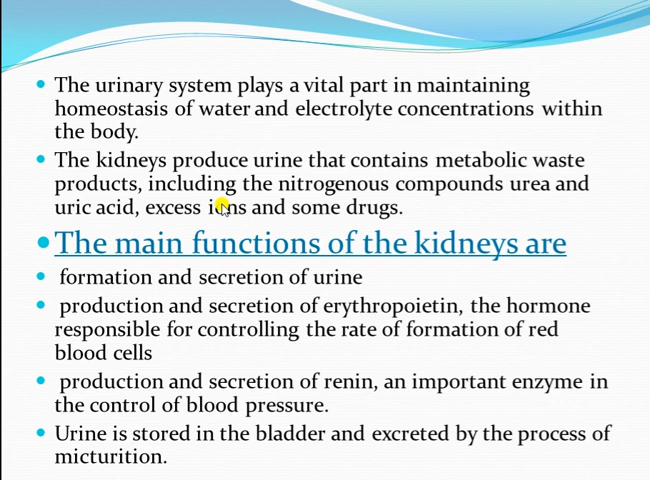 The urinary system plays a vital part in maintaining
homeostasis of water and electrolyte concentrations within
the body.
The kidneys produce urine that contains metabolic waste
products, including the nitrogenous compounds urea and
uric acid, excess ions and some drugs.
The main functions of the kidneys are
formation and secretion of urine
production and secretion of erythropoietin, the hormone
responsible for controlling the rate of formation of red
blood cells
production and secretion of renin, an important enzyme in
the control of blood pressure.
Urine is stored in the bladder and excreted by the process of
micturition.